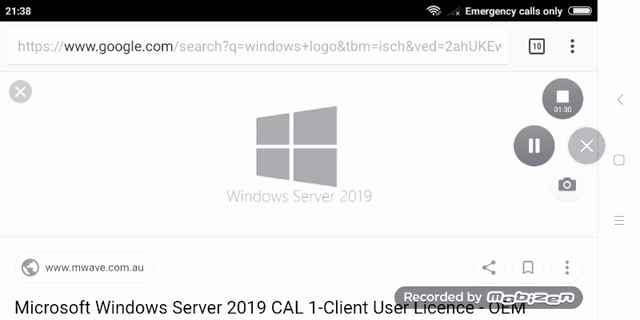 21:38
Emergency calls only
https://www.google.com/search?q=windows+logo&tbm=isch&ved=2ahUKEw
10
01:30
Windows Server 2019
www.mwave.com.au
Recorded by Mobizen
Microsoft Windows Server 2019 CAL 1-Client User Licence - OEM